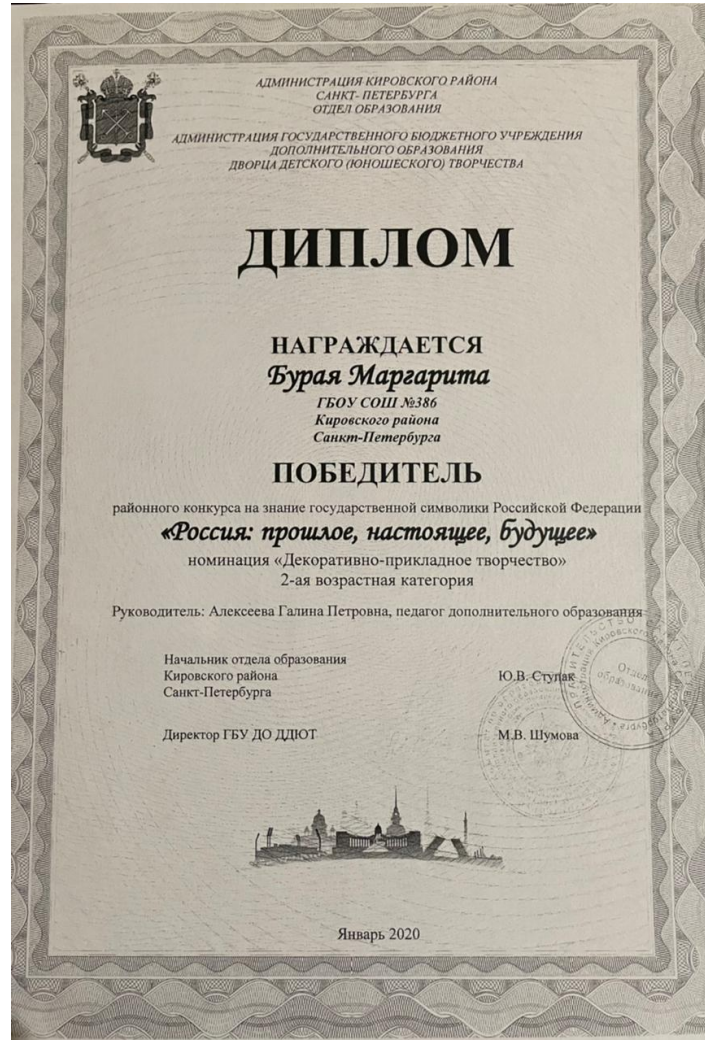 АДМИНИСТРАЦИЯ КИРОВСКОГО РАЙОНА
САНКТ- ПЕТЕРБУРГА
ОТДЕЛ ОБРАЗОВАНИЯ
АДМИНИСТРАЦИЯ ГОСУДАРСТВЕННОГО БЮДЖЕТНОГО УЧРЕЖДЕНИЯ
ДОПОЛНИТЕЛЬНОГО ОБРАЗОВАНИЯ
ДВОРЦА ДЕТСКОГО (ЮНОШЕСКОГО) ТВОРЧЕСТВА
ДИПЛОМ
НАГРАЖДАЕТСЯ
Бурая Маргарита
ГБОУ СОШ №386
Кировского района
Санкт-Петербурга
ПОБЕДИТЕЛЬ
районного конкурса на знание государственной символики Российской Федерации
«Россия: прошлое, настоящее, будущее»
номинация «Декоративно-прикладное творчество»
2-ая возрастная категория
Руководитель: Алексеева Галина Петровна, педагог дополнительного образования
Начальник отдела образования
Кировского района
Санкт-Петербурга
Ю.В. Ступак
Отдел
образования
Директор ГБУ ДО ДДЮТ
М.В. Шумова
Январь 2020